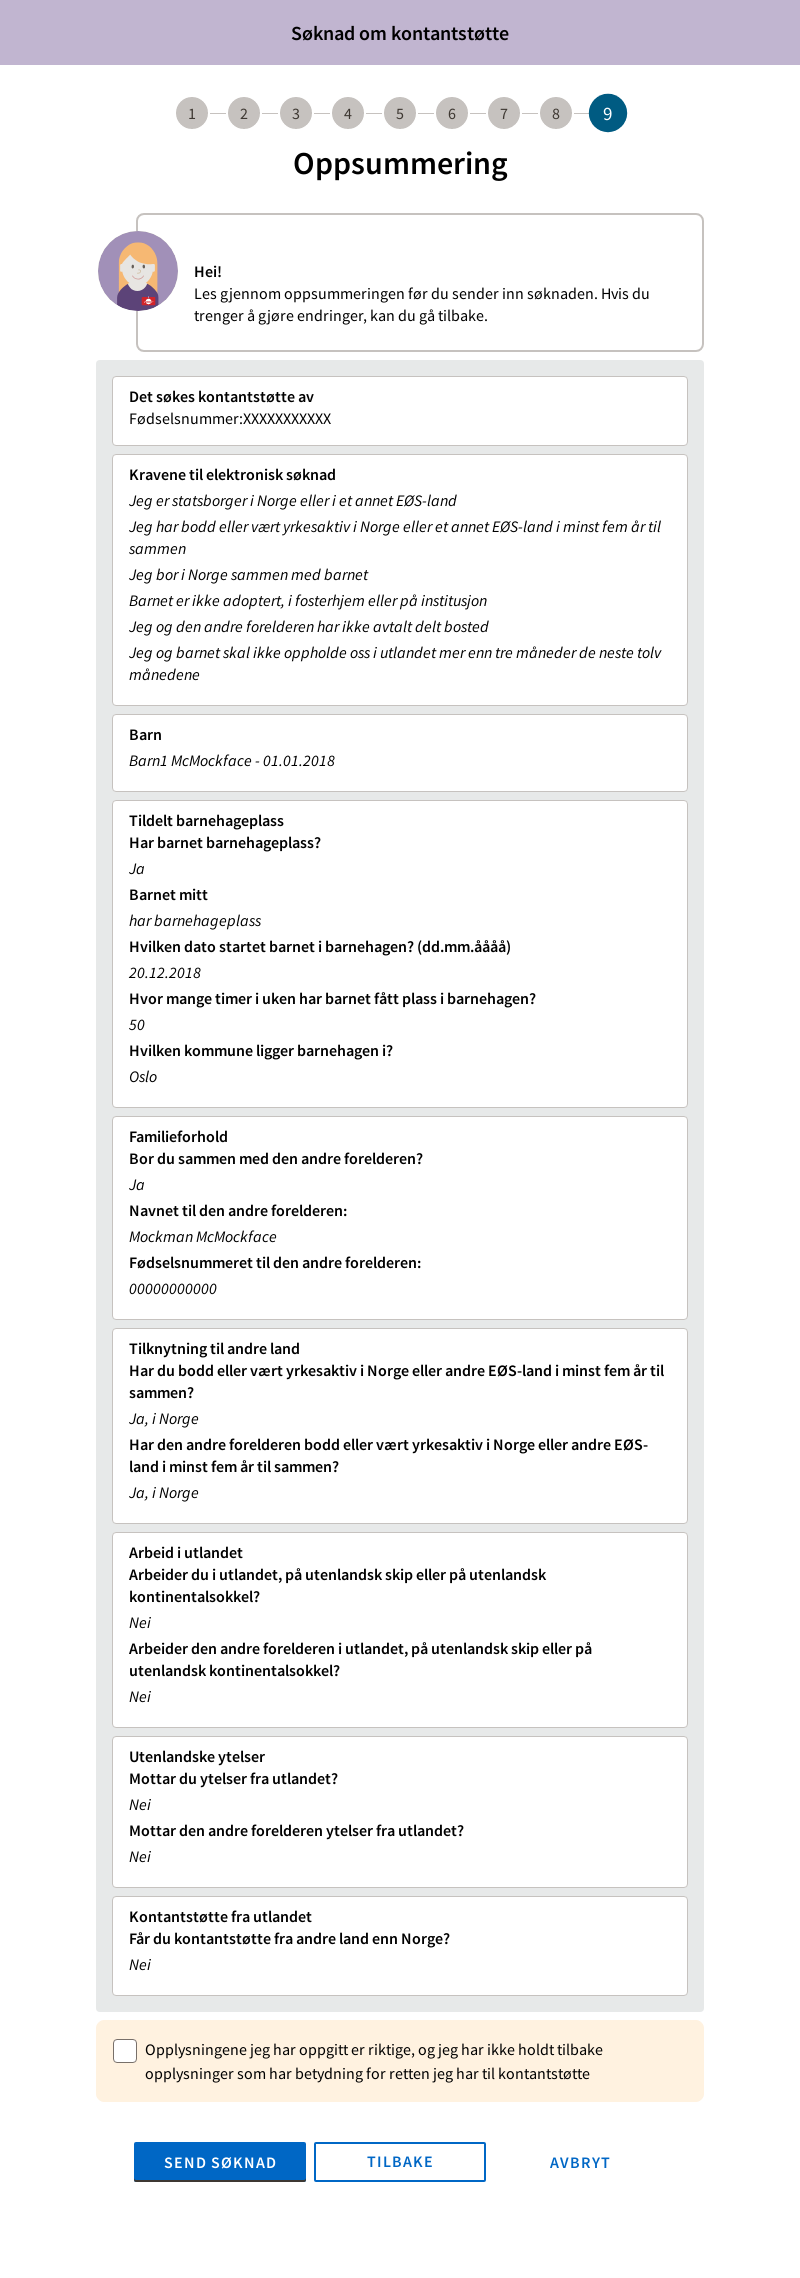 Søknad om kontantstøtte
1 2 3 4 5 6 7 8 9
Oppsummering
Hei!
Les gjennom oppsummeringen før du sender inn søknaden. Hvis du
trenger å gjøre endringer, kan du gå tilbake.
Det søkes kontantstøtte av
Fødselsnummer:XXXXXXXXXXX
Kravene til elektronisk søknad
Jeg er statsborger i Norge eller i et annet EØS-land
Jeg har bodd eller vært yrkesaktiv i Norge eller et annet EØS-land i minst fem år til
sammen
Jeg bor i Norge sammen med barnet
Barnet er ikke adoptert, i fosterhjem eller på institusjon
Jeg og den andre forelderen har ikke avtalt delt bosted
Jeg og barnet skal ikke oppholde oss i utlandet mer enn tre måneder de neste tolv
månedene
Barn
Barn1 McMockface - 01.01.2018
Tildelt barnehageplass
Har barnet barnehageplass?
Ja
Barnet mitt
har barnehageplass
Hvilken dato startet barnet i barnehagen? (dd.mm.åååå)
20.12.2018
Hvor mange timer i uken har barnet fått plass i barnehagen?
50
Hvilken kommune ligger barnehagen i?
Oslo
Familieforhold
Bor du sammen med den andre forelderen?
Ja
Navnet til den andre forelderen:
Mockman McMockface
Fødselsnummeret til den andre forelderen:
00000000000
Tilknytning til andre land
Har du bodd eller vært yrkesaktiv i Norge eller andre EØS-land i minst fem år til
sammen?
Ja, i Norge
Har den andre forelderen bodd eller vært yrkesaktiv i Norge eller andre EØS-
land i minst fem år til sammen?
Ja, i Norge
Arbeid i utlandet
Arbeider du i utlandet, på utenlandsk skip eller på utenlandsk
kontinentalsokkel?
Nei
Arbeider den andre forelderen i utlandet, på utenlandsk skip eller på
utenlandsk kontinentalsokkel?
Nei
Utenlandske ytelser
Mottar du ytelser fra utlandet?
Nei
Mottar den andre forelderen ytelser fra utlandet?
Nei
Kontantstøtte fra utlandet
Får du kontantstøtte fra andre land enn Norge?
Nei
Opplysningene jeg har oppgitt er riktige, og jeg har ikke holdt tilbake
opplysninger som har betydning for retten jeg har til kontantstøtte
SEND SØKNAD TILBAKE AVBRYT